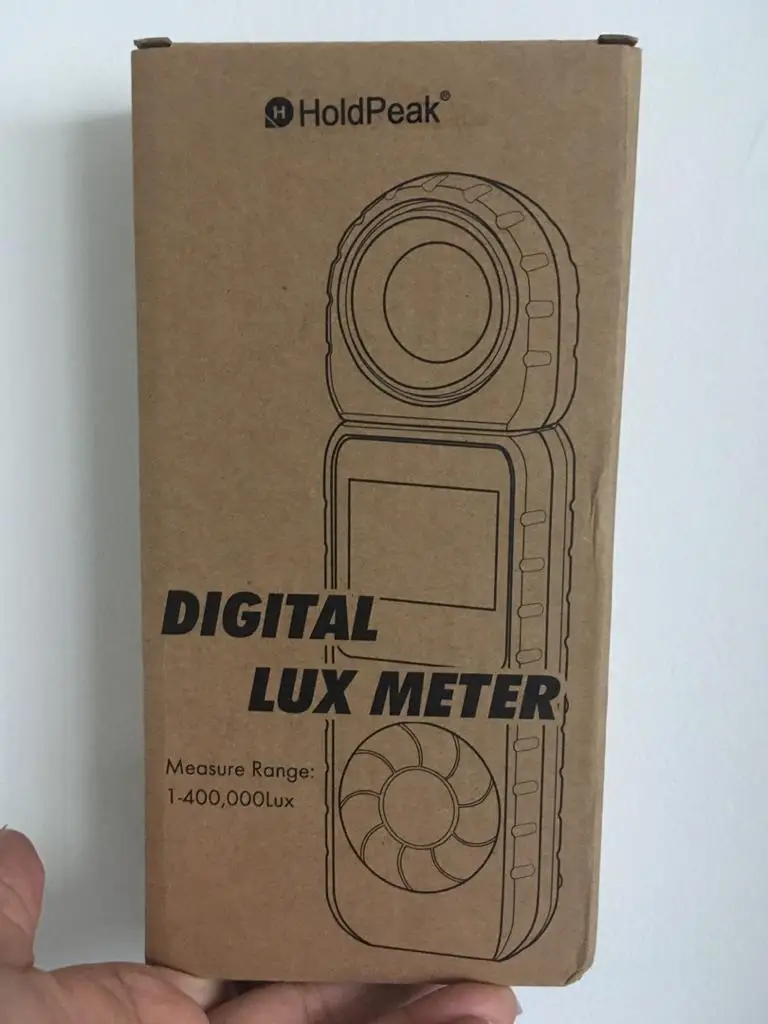 H HoldPeak®
DIGITAL
LUX METER
Measure Range:
1-400,000Lux